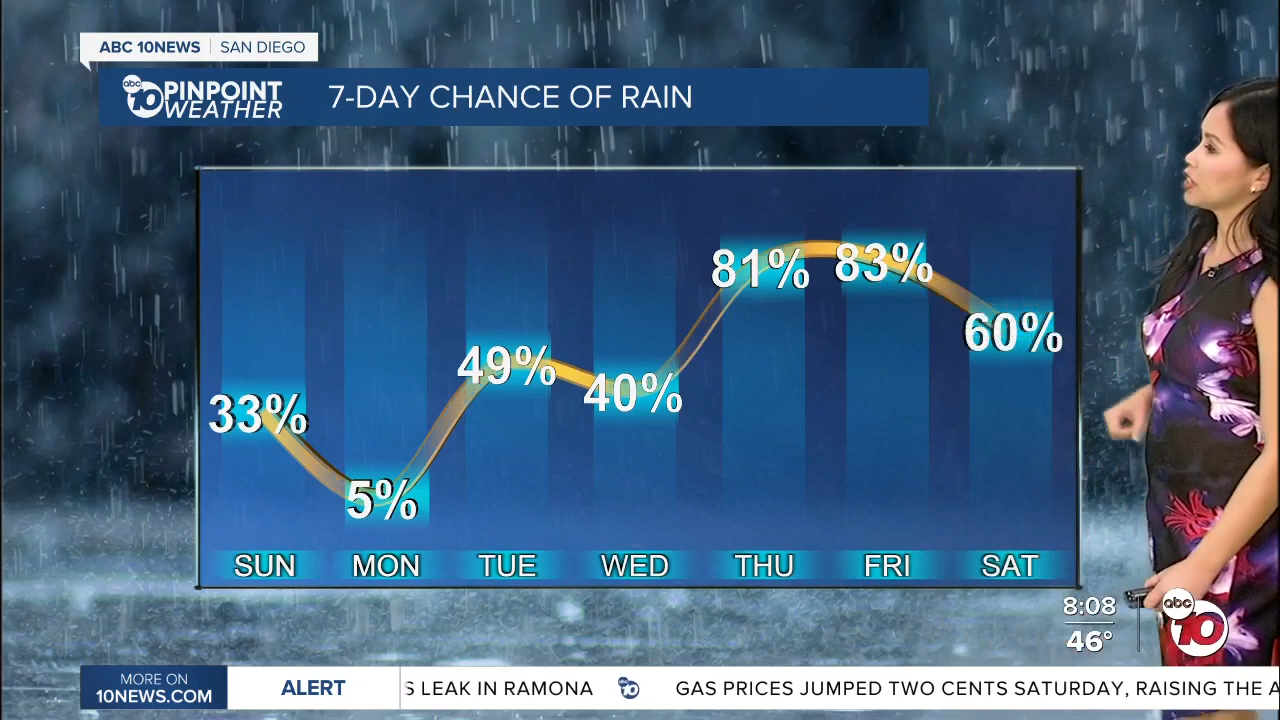 ABC 10NEWS | SAN DIEGO
abc 10 PINPOINT WEATHER
7-DAY CHANCE OF RAIN
33% 5% 49% 40% 81% 83% 60%
SUN MON TUE WED THU FRI SAT
8:08
46°
abc 10
MORE ON
10NEWS.COM
ALERT
S LEAK IN RAMONA abc 10 GAS PRICES JUMPED TWO CENTS SATURDAY, RAISING THE A